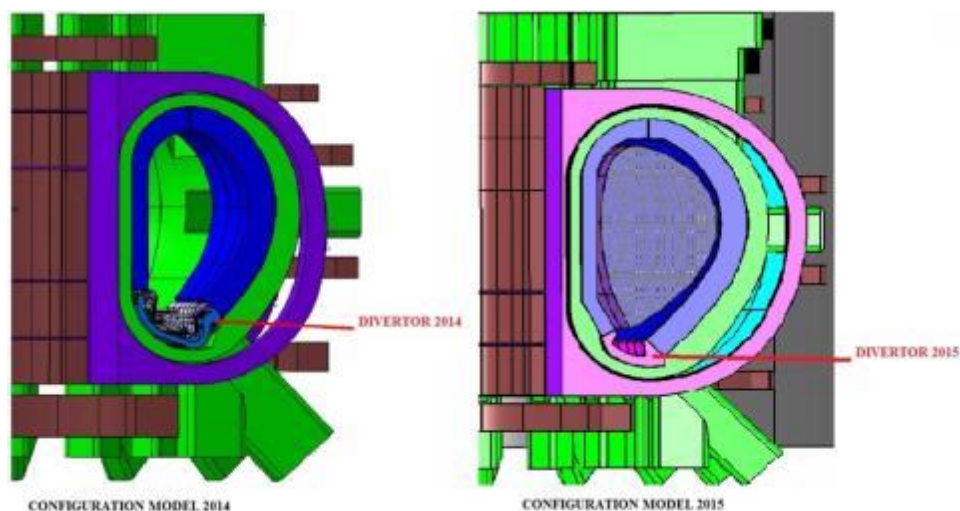 DIVERTOR 2014
DIVERTOR 2015
CONFIGURATION MODEL 2014
CONFIGURATION MODEL 2015